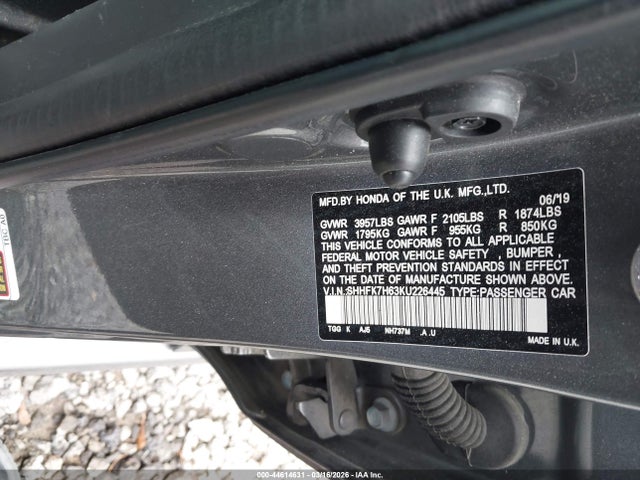 MFD.BY HONDA OF THE U.K. MFG.,LTD. 06/19
GVWR 3957LBS GAWR F 2105LBS R 1874LBS
GVWR 1795KG GAWR F 955KG R 850KG
THIS VEHICLE CONFORMS TO ALL APPLICABLE
FEDERAL MOTOR VEHICLE SAFETY , BUMPER ,
AND THEFT PREVENTION STANDARDS IN EFFECT
ON THE DATE OF MANUFACTURE SHOWN ABOVE.
V.I.N.:SHHFK7H63KU226445 TYPE:PASSENGER CAR
TGG K AJ5 NH737M .A.U
MADE IN U.K.
00-44614631 - 03/16/2026 - IAA Inc.